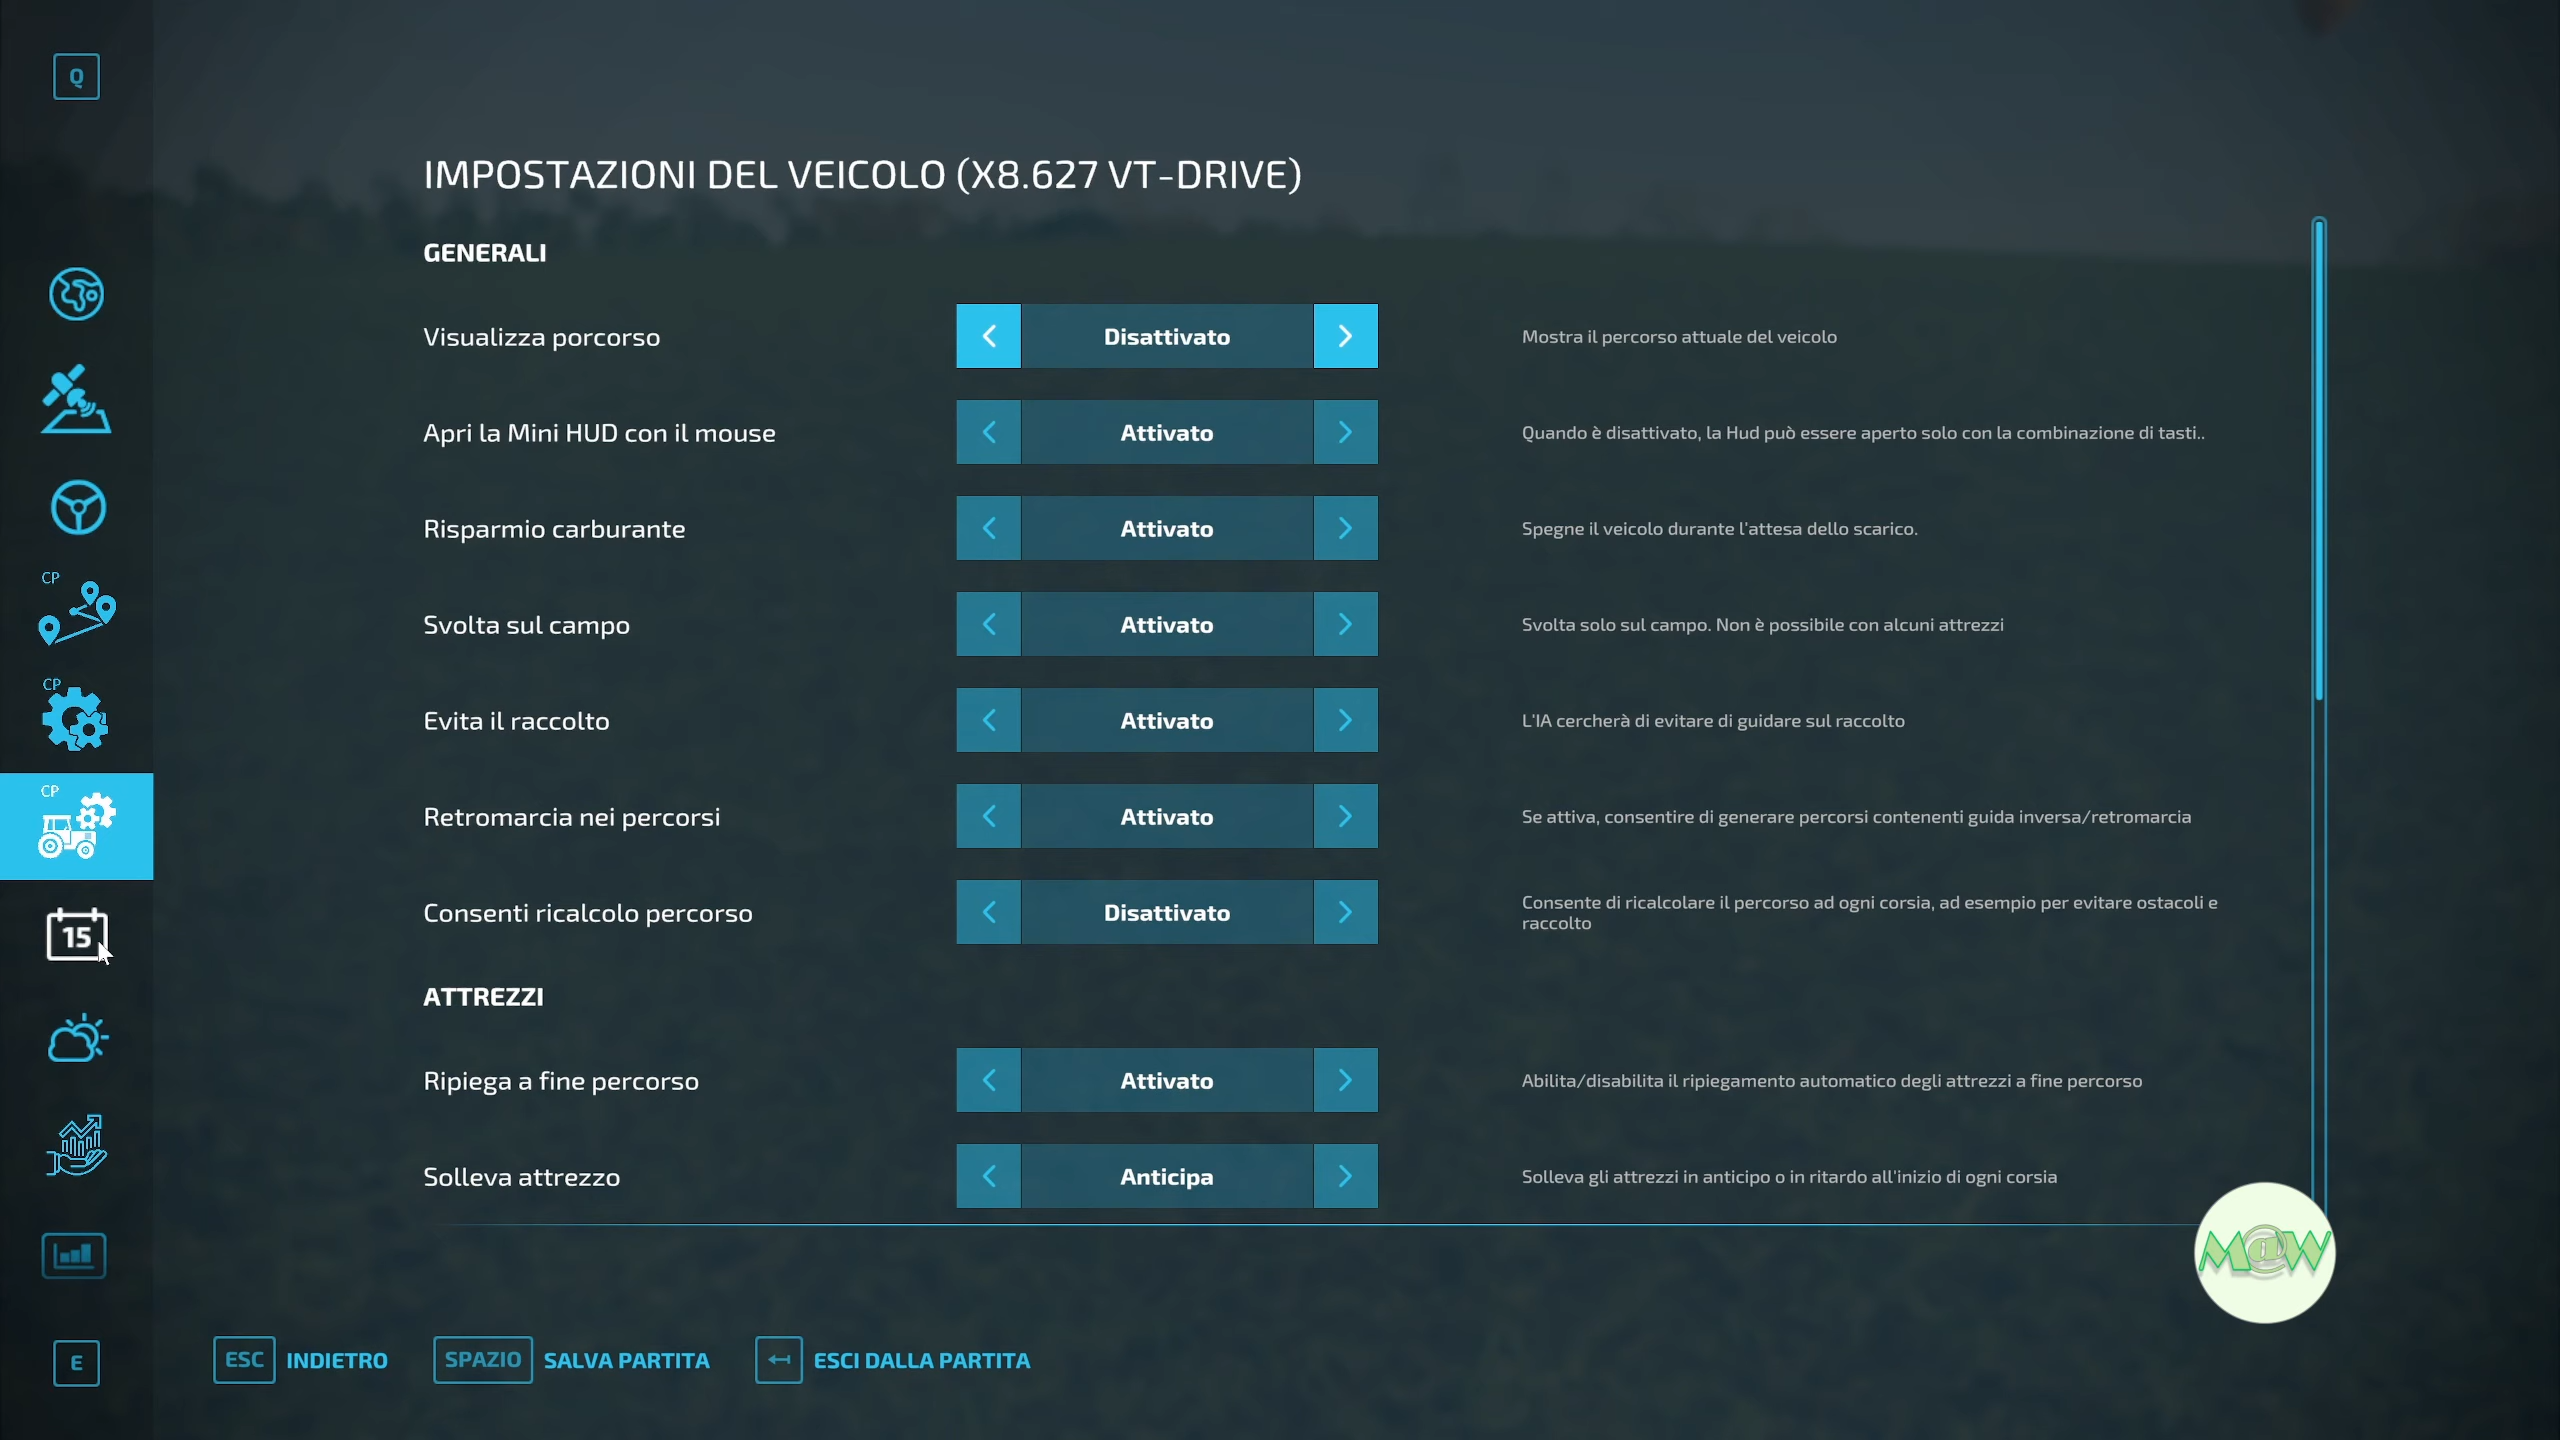 Q
IMPOSTAZIONI DEL VEICOLO (X8.627 VT-DRIVE)
GENERALI
Visualizza porcorso
Disattivato
Mostra il percorso attuale del veicolo
Apri la Mini HUD con il mouse
Attivato
Quando è disattivato, la Hud può essere aperto solo con la combinazione di tasti..
Risparmio carburante
Attivato
Spegne il veicolo durante l'attesa dello scarico.
Svolta sul campo
Attivato
Svolta solo sul campo. Non è possibile con alcuni attrezzi
Evita il raccolto
Attivato
L'IA cercherà di evitare di guidare sul raccolto
Retromarcia nei percorsi
Attivato
Se attiva, consentire di generare percorsi contenenti guida inversa/retromarcia
Consenti ricalcolo percorso
Disattivato
Consente di ricalcolare il percorso ad ogni corsia, ad esempio per evitare ostacoli e
raccolto
ATTREZZI
Ripiega a fine percorso
Attivato
Abilita/disabilita il ripiegamento automatico degli attrezzi a fine percorso
Solleva attrezzo
Anticipa
Solleva gli attrezzi in anticipo o in ritardo all'inizio di ogni corsia
CP
CP
CP
15
E
M@W
ESC INDIETRO
SPAZIO SALVA PARTITA
ESCI DALLA PARTITA